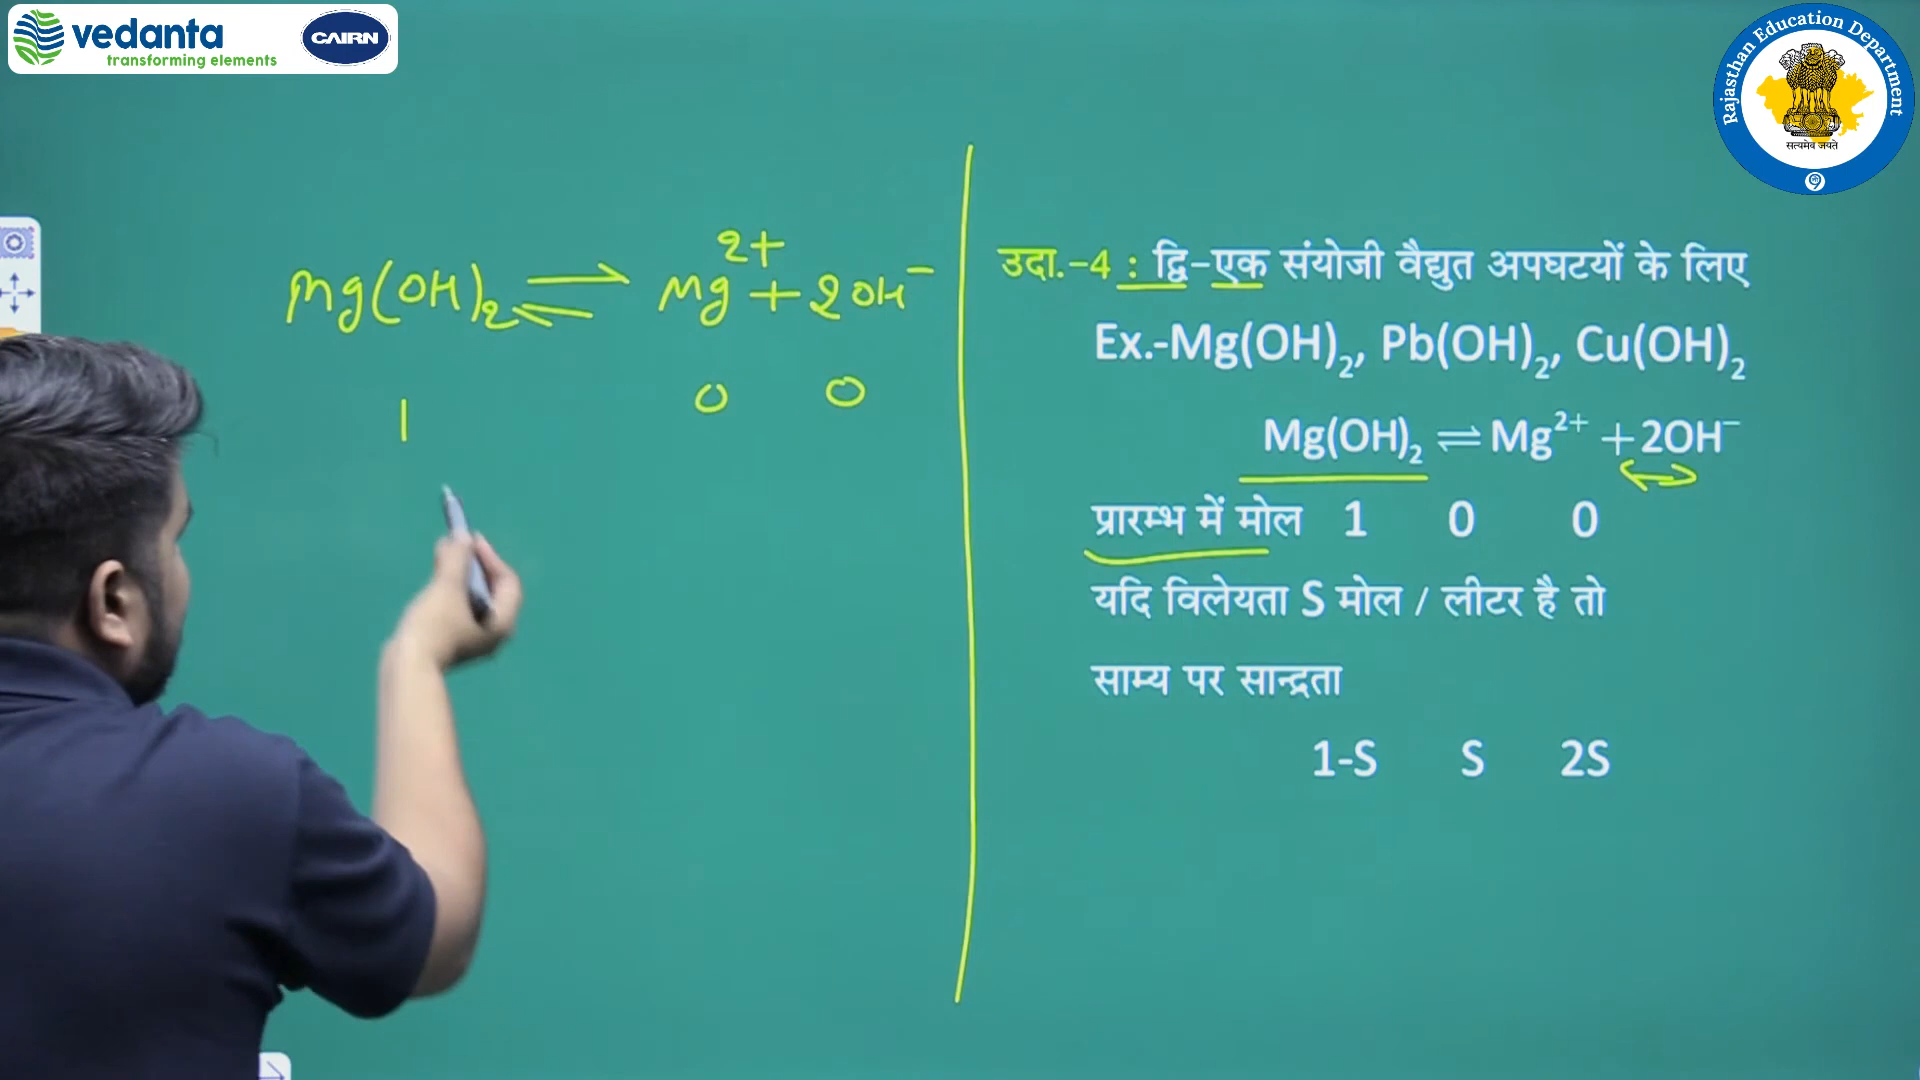 vedanta
transforming elements
CAIRN
Rajasthan Education Department
सत्यमेव जयते
Mg(OH)₂ ⇌ Mg²⁺ + 2OH⁻
1 0 0
उदा.-4 : द्वि-एक संयोजी वैद्युत अपघटयों के लिए
Ex.-Mg(OH)₂, Pb(OH)₂, Cu(OH)₂
Mg(OH)₂ ⇌ Mg²⁺ + 2OH⁻
प्रारम्भ में मोल 1 0 0
यदि विलेयता S मोल / लीटर है तो
साम्य पर सान्द्रता
1-S S 2S